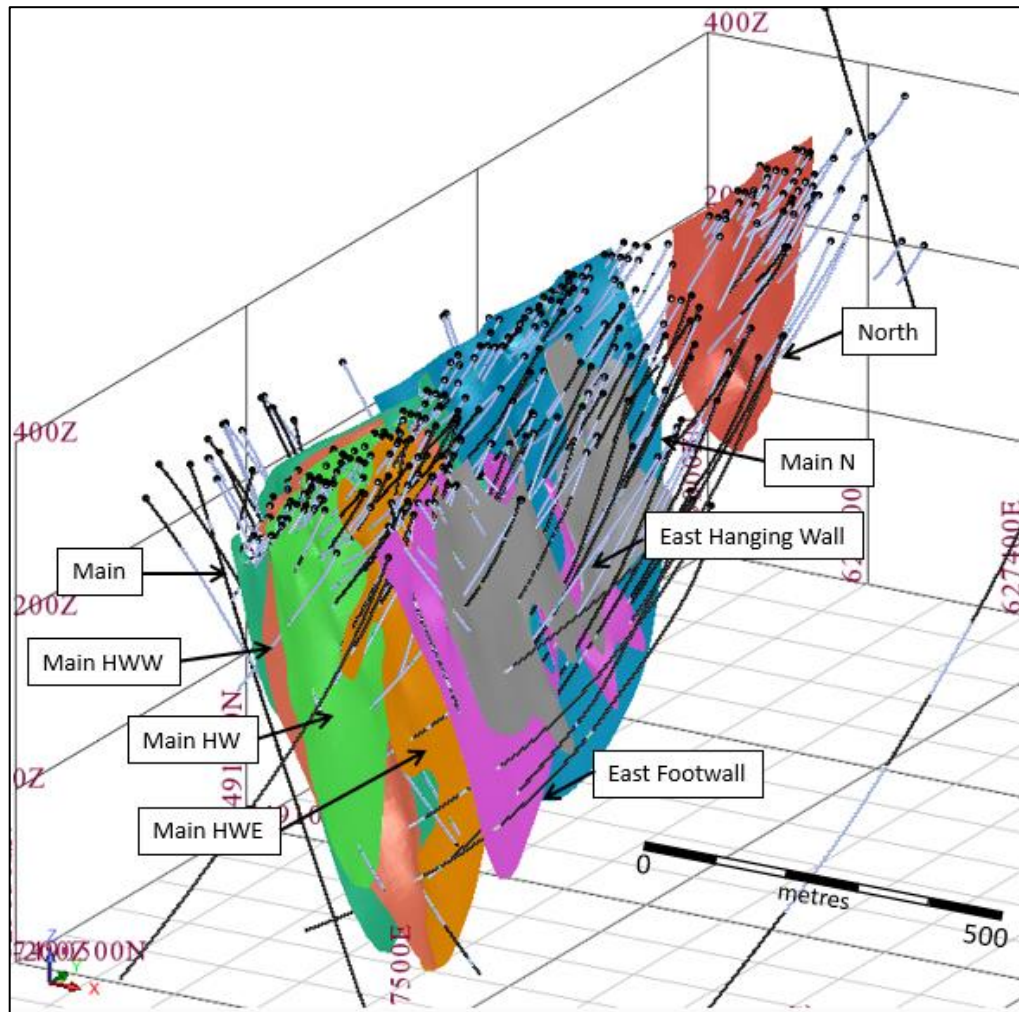 400Z
North
400Z
Main N
East Hanging Wall
62740E
Main
200Z
Main HWW
Main HW
East Footwall
Main HWE
0Z
0
metres
500
7500E
Z
Y
X